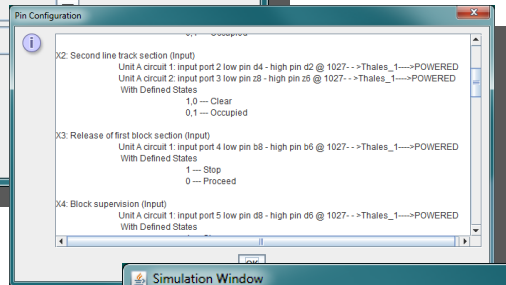 Pin Configuration
X2: Second line track section (Input)
Unit A circuit 1: input port 2 low pin d4 - high pin d2 @ 1027- - >Thales_1---->POWERED
Unit A circuit 2: input port 3 low pin z8 - high pin z6 @ 1027- - >Thales_1---->POWERED
With Defined States
1,0 --- Clear
0,1 --- Occupied
X3: Release of first block section (Input)
Unit A circuit 1: input port 4 low pin b8 - high pin b6 @ 1027- - >Thales_1---->POWERED
With Defined States
1 --- Stop
0 --- Proceed
X4: Block supervision (Input)
Unit A circuit 1: input port 5 low pin d8 - high pin d6 @ 1027- - >Thales_1---->POWERED
With Defined States
OK
Simulation Window